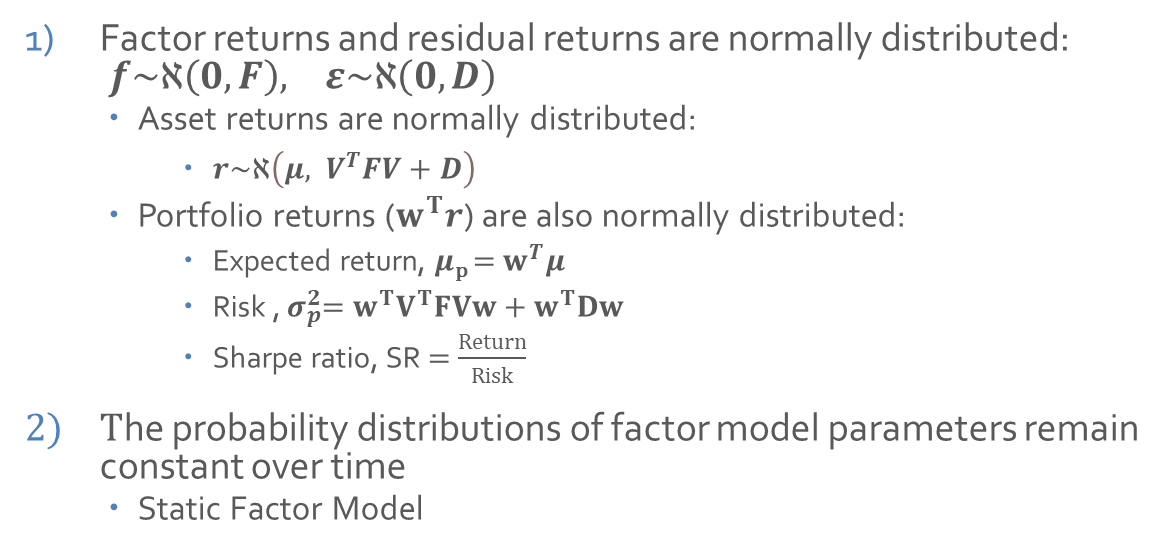 1) Factor returns and residual returns are normally distributed:
f~ℵ(0, F), ε~ℵ(0, D)
• Asset returns are normally distributed:
• r~ℵ(μ, VᵀFV + D)
• Portfolio returns (wᵀr) are also normally distributed:
• Expected return, μₚ = wᵀμ
• Risk , σₚ²= wᵀVᵀFVw + wᵀDw
• Sharpe ratio, SR = Return/Risk
2) The probability distributions of factor model parameters remain
constant over time
• Static Factor Model